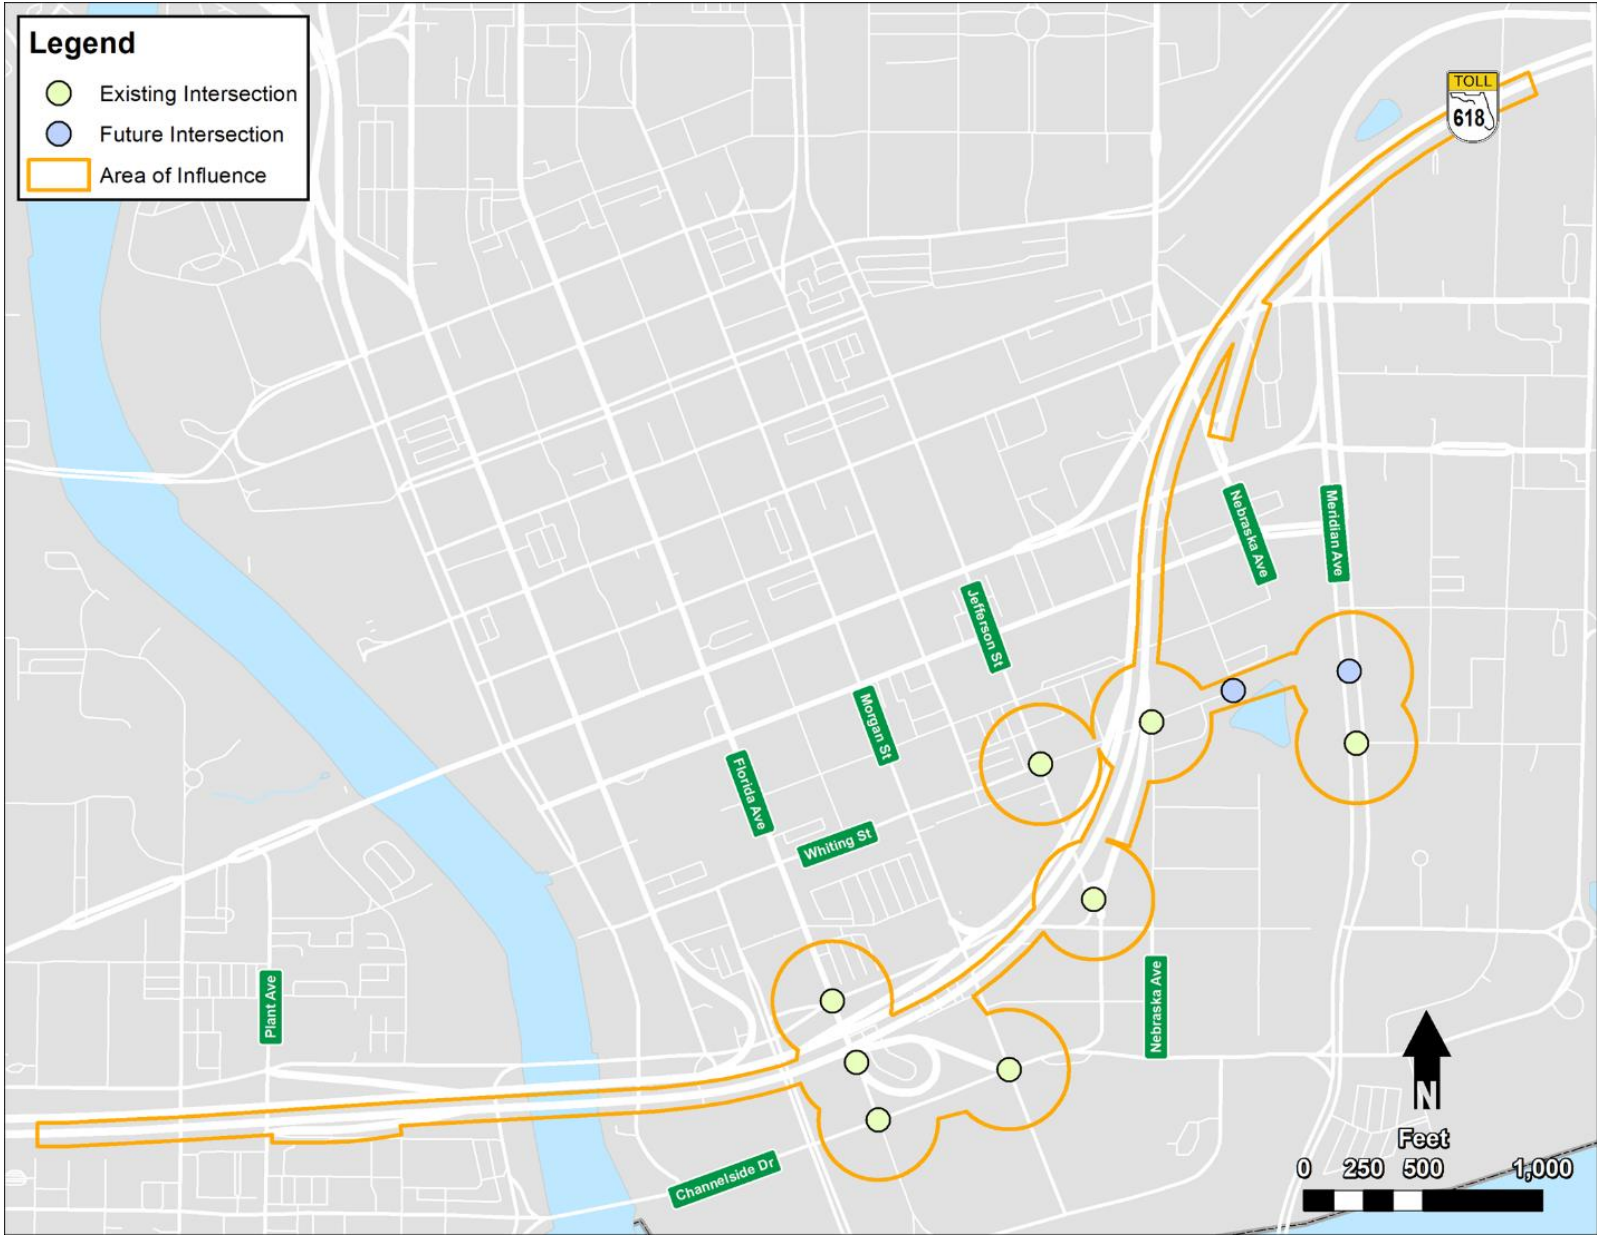 Legend
Existing Intersection
Future Intersection
Area of Influence
TOLL
618
Nebraska Ave
Meridian Ave
Jefferson St
Morgan St
Florida Ave
Whiting St
Plant Ave
Nebraska Ave
Channelside Dr
N
Feet
0 250 500 1,000